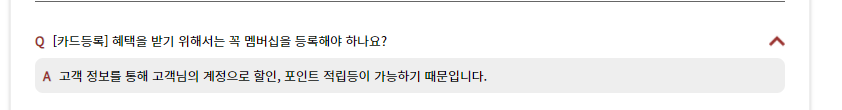 Q [카드등록] 혜택을 받기 위해서는 꼭 멤버십을 등록해야 하나요?
A 고객 정보를 통해 고객님의 계정으로 할인, 포인트 적립등이 가능하기 때문입니다.